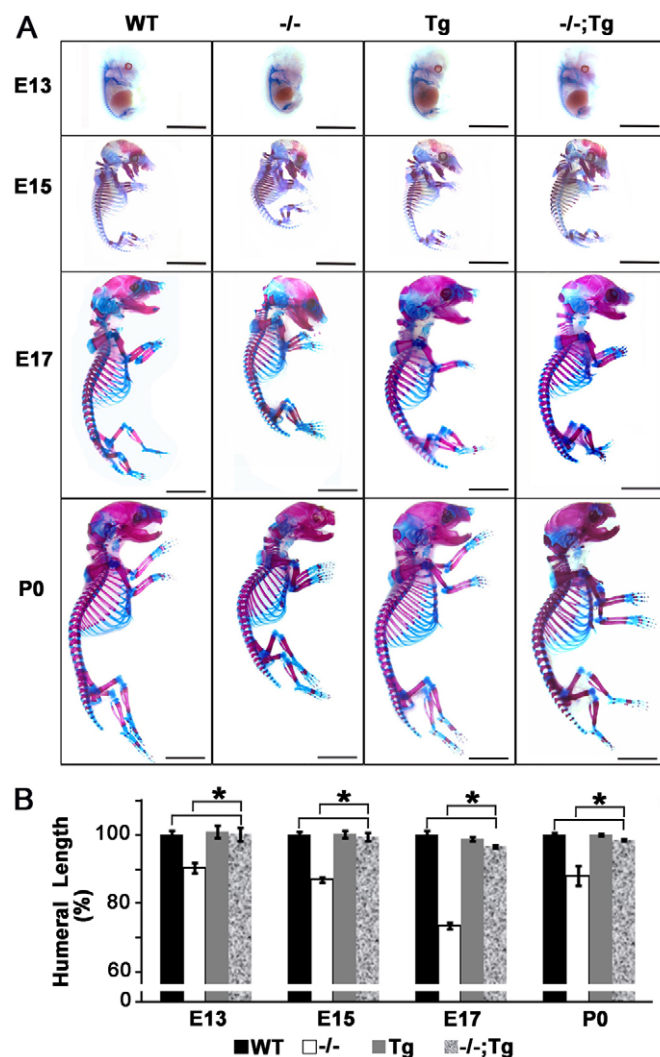 A
WT -/- Tg -/-;Tg
E13
E15
E17
P0
B
* * * *
Humeral Length
(%)
100
80
60
0
E13 E15 E17 P0
WT -/- Tg -/-;Tg